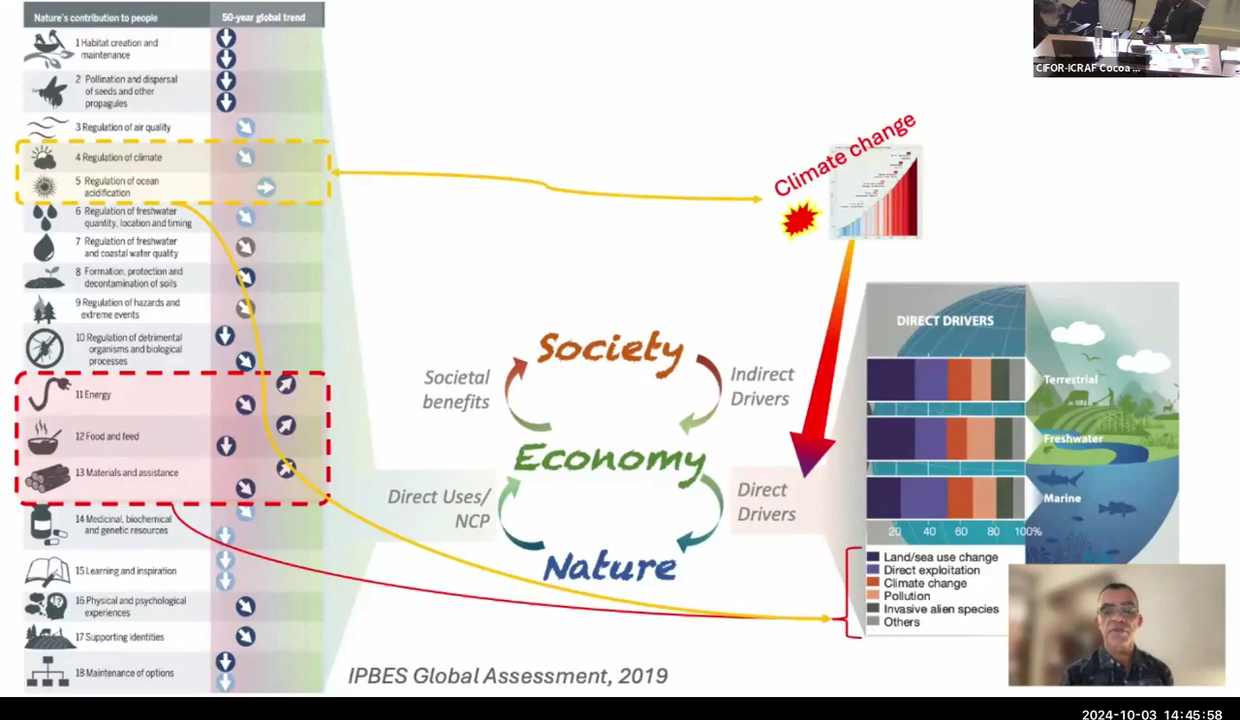 Nature's contribution to people
50-year global trend
1 Habitat creation and
maintenance
2 Pollination and dispersal
of seeds and other
propagules
3 Regulation of air quality
4 Regulation of climate
5 Regulation of ocean
acidification
6 Regulation of freshwater
quantity, location and timing
7 Regulation of freshwater
and coastal water quality
8 Formation, protection and
decontamination of soils
9 Regulation of hazards and
extreme events
10 Regulation of detrimental
organisms and biological
processes
11 Energy
12 Food and feed
13 Materials and assistance
14 Medicinal, biochemical
and genetic resources
15 Learning and inspiration
16 Physical and psychological
experiences
17 Supporting identities
18 Maintenance of options
CIFOR-ICRAF Cocoa ...
Climate change
Society
Societal
benefits
Indirect
Drivers
Economy
Direct Uses/
NCP
Direct
Drivers
Nature
IPBES Global Assessment, 2019
DIRECT DRIVERS
Terrestrial
Freshwater
Marine
20 40 60 80 100%
Land/sea use change
Direct exploitation
Climate change
Pollution
Invasive alien species
Others
2024-10-03 14:45:58